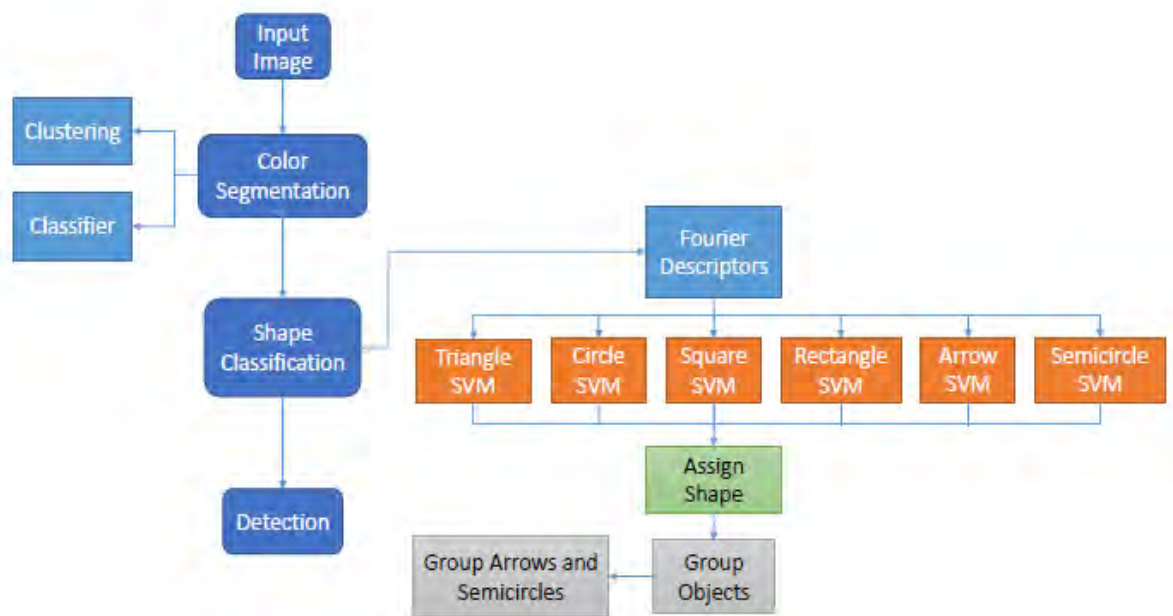 Input
Image
Clustering
Color
Segmentation
Classifier
Fourier
Descriptors
Shape
Classification
Triangle
SVM
Circle
SVM
Square
SVM
Rectangle
SVM
Arrow
SVM
Semicircle
SVM
Assign
Shape
Detection
Group Arrows and
Semicircles
Group
Objects